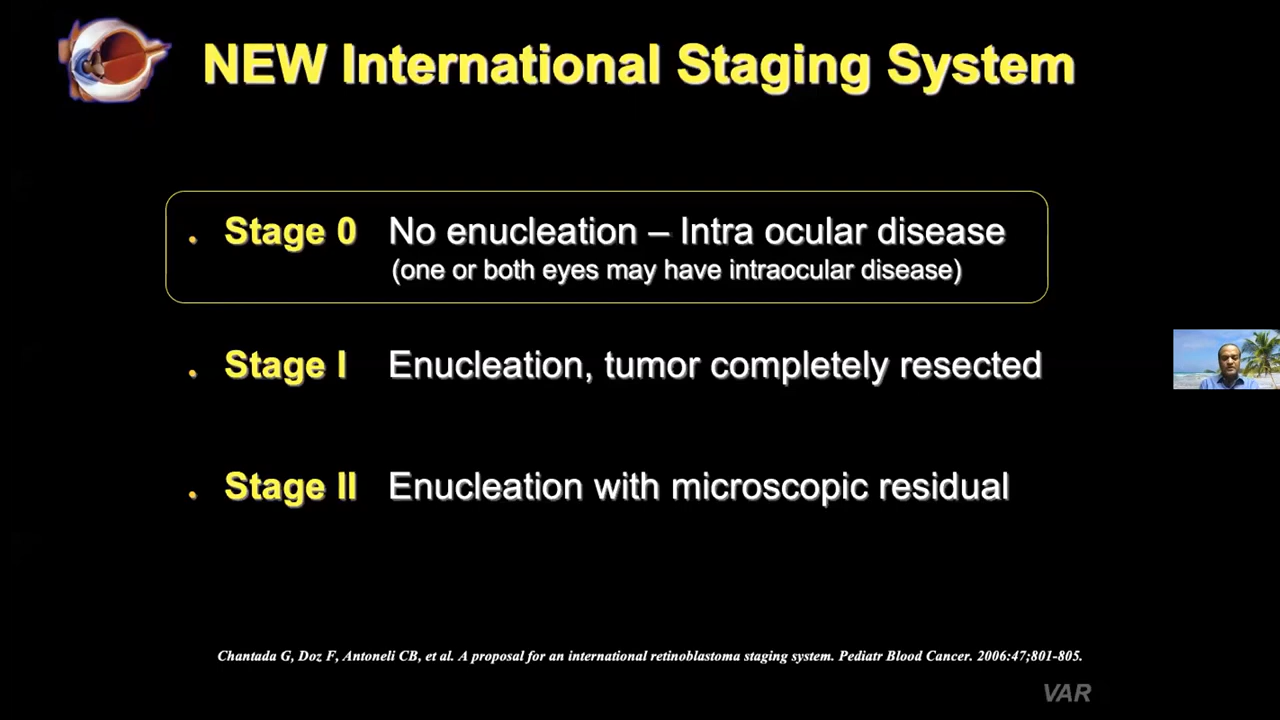 NEW International Staging System
• Stage 0 No enucleation – Intra ocular disease
(one or both eyes may have intraocular disease)
• Stage I Enucleation, tumor completely resected
• Stage II Enucleation with microscopic residual
Chantada G, Doz F, Antoneli CB, et al. A proposal for an international retinoblastoma staging system. Pediatr Blood Cancer. 2006:47;801-805.
VAR